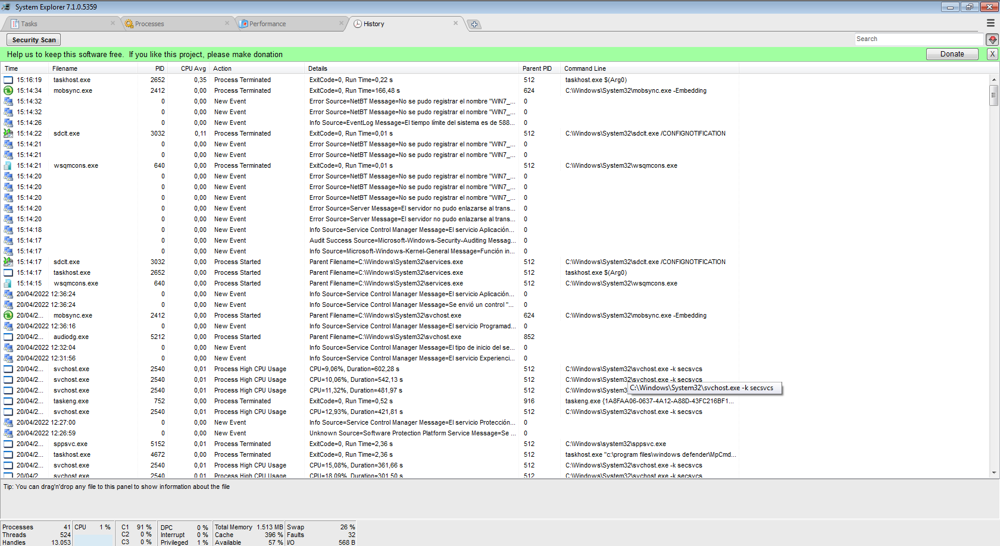 System Explorer 7.1.0.5359
Tasks Processes Performance History
Security Scan Search
Help us to keep this software free. If you like this project, please make donation Donate X
Time Filename PID CPU Avg Action Details Parent PID Command Line
15:16:19 taskhost.exe 2652 0,35 Process Terminated ExitCode=0, Run Time=0,22 s 512 taskhost.exe $(Arg0)
15:14:34 mobsync.exe 2412 0,00 Process Terminated ExitCode=0, Run Time=166,48 s 624 C:\Windows\System32\mobsync.exe -Embedding
15:14:32 0 0,00 New Event Error Source=NetBT Message=No se pudo registrar el nombre "WIN7_... 0
15:14:32 0 0,00 New Event Error Source=NetBT Message=No se pudo registrar el nombre "WIN7_... 0
15:14:26 0 0,00 New Event Info Source=EventLog Message=El tiempo límite del sistema es de 588... 0
15:14:22 sdclt.exe 3032 0,11 Process Terminated ExitCode=0, Run Time=0,01 s 512 C:\Windows\System32\sdclt.exe /CONFIGNOTIFICATION
15:14:21 0 0,00 New Event Error Source=NetBT Message=No se pudo registrar el nombre "WIN7_... 0
15:14:21 0 0,00 New Event Error Source=NetBT Message=No se pudo registrar el nombre "WIN7_... 0
15:14:21 wsqmcons.exe 640 0,00 Process Terminated ExitCode=0, Run Time=0,01 s 512 C:\Windows\System32\wsqmcons.exe
15:14:20 0 0,00 New Event Error Source=NetBT Message=No se pudo registrar el nombre "WIN7_... 0
15:14:20 0 0,00 New Event Error Source=NetBT Message=No se pudo registrar el nombre "WIN7_... 0
15:14:20 0 0,00 New Event Error Source=NetBT Message=No se pudo registrar el nombre "WIN7_... 0
15:14:20 0 0,00 New Event Error Source=Server Message=El servidor no pudo enlazarse al trans... 0
15:14:20 0 0,00 New Event Error Source=Server Message=El servidor no pudo enlazarse al trans... 0
15:14:18 0 0,00 New Event Info Source=Service Control Manager Message=El servicio Aplicación... 0
15:14:17 0 0,00 New Event Audit Success Source=Microsoft-Windows-Security-Auditing Messag... 0
15:14:17 0 0,00 New Event Info Source=Microsoft-Windows-Kernel-General Message=Función in... 0
15:14:17 sdclt.exe 3032 0,00 Process Started Parent Filename=C:\Windows\System32\services.exe 512 C:\Windows\System32\sdclt.exe /CONFIGNOTIFICATION
15:14:17 taskhost.exe 2652 0,00 Process Started Parent Filename=C:\Windows\System32\services.exe 512 taskhost.exe $(Arg0)
15:14:15 wsqmcons.exe 640 0,00 Process Started Parent Filename=C:\Windows\System32\services.exe 512 C:\Windows\System32\wsqmcons.exe
20/04/2022 12:36:24 0 0,00 New Event Info Source=Service Control Manager Message=El servicio Aplicación... 0
20/04/2022 12:36:24 0 0,00 New Event Info Source=Service Control Manager Message=Se envió un control "... 0
20/04/2... mobsync.exe 2412 0,00 Process Started Parent Filename=C:\Windows\System32\svchost.exe 624 C:\Windows\System32\mobsync.exe -Embedding
20/04/2022 12:36:16 0 0,00 New Event Info Source=Service Control Manager Message=El servicio Programad... 0
20/04/2... audiodg.exe 5212 0,00 Process Started Parent Filename=C:\Windows\System32\svchost.exe 852
20/04/2022 12:32:04 0 0,00 New Event Info Source=Service Control Manager Message=El tipo de inicio del se... 0
20/04/2022 12:31:56 0 0,00 New Event Info Source=Service Control Manager Message=El servicio Experienci... 0
20/04/2... svchost.exe 2540 0,01 Process High CPU Usage CPU=9,06%, Duration=602,28 s 512 C:\Windows\System32\svchost.exe -k secsvcs
20/04/2... svchost.exe 2540 0,01 Process High CPU Usage CPU=10,06%, Duration=542,13 s 512 C:\Windows\System32\svchost.exe -k secsvcs
20/04/2... svchost.exe 2540 0,01 Process High CPU Usage CPU=11,32%, Duration=481,97 s 512 C:\Windows\System3
C:\Windows\System32\svchost.exe -k secsvcs
20/04/2... taskeng.exe 752 0,00 Process Terminated ExitCode=0, Run Time=0,52 s 916 taskeng.exe {1A8FAA06-0637-4A12-A88D-43FC216BF1...
20/04/2... svchost.exe 2540 0,01 Process High CPU Usage CPU=12,93%, Duration=421,81 s 512 C:\Windows\System32\svchost.exe -k secsvcs
20/04/2022 12:27:00 0 0,00 New Event Info Source=Service Control Manager Message=El servicio Protección... 0
20/04/2022 12:26:59 0 0,00 New Event Unknown Source=Software Protection Platform Service Message=Se ... 0
20/04/2... sppsvc.exe 5152 0,01 Process Terminated ExitCode=0, Run Time=2,36 s 512 C:\Windows\system32\sppsvc.exe
20/04/2... taskhost.exe 4672 0,00 Process Terminated ExitCode=0, Run Time=2,36 s 512 taskhost.exe "c:\program files\windows defender\MpCmd...
20/04/2... svchost.exe 2540 0,01 Process High CPU Usage CPU=15,08%, Duration=361,66 s 512 C:\Windows\System32\svchost.exe -k secsvcs
20/04/2 svchost.exe 2540 0,01 Process High CPU Usage CPU=18,09%, Duration=301,50 s 512 C:\Windows\System32\svchost.exe -k secsvcs
Tip: You can drag'n'drop any file to this panel to show information about the file
Processes 41 CPU 1 % C1 91 % DPC 0 % Total Memory 1.513 MB Swap 26 %
Threads 524 C2 0 % Interrupt 0 % Cache 396 % Faults 32
Handles 13.053 C3 0 % Privileged 1 % Available 57 % I/O 568 B